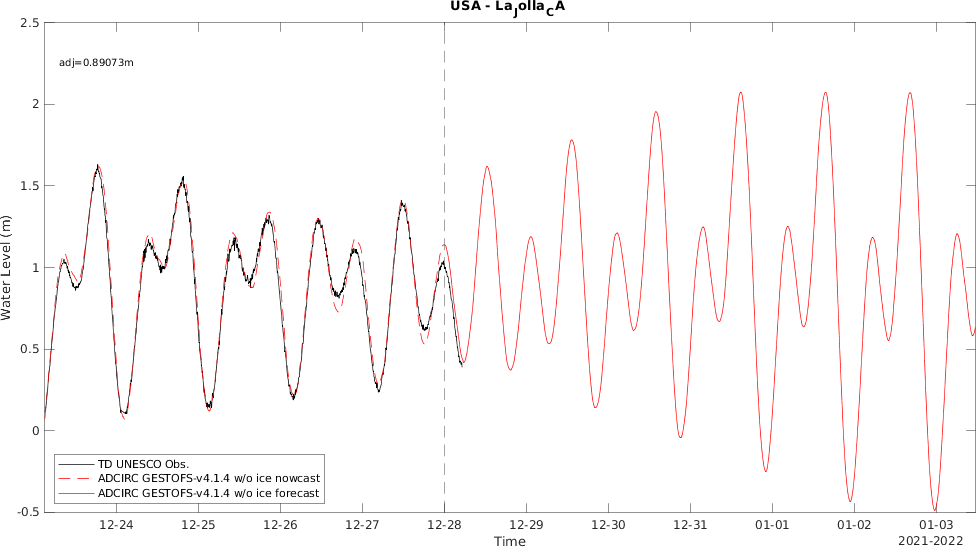 USA - LaJollaCA
2.5
adj=0.89073m
2
1.5
1
0.5
0
-0.5
Water Level (m)
TD UNESCO Obs.
ADCIRC GESTOFS-v4.1.4 w/o ice nowcast
ADCIRC GESTOFS-v4.1.4 w/o ice forecast
12-24 12-25 12-26 12-27 12-28 12-29 12-30 12-31 01-01 01-02 01-03
Time
2021-2022